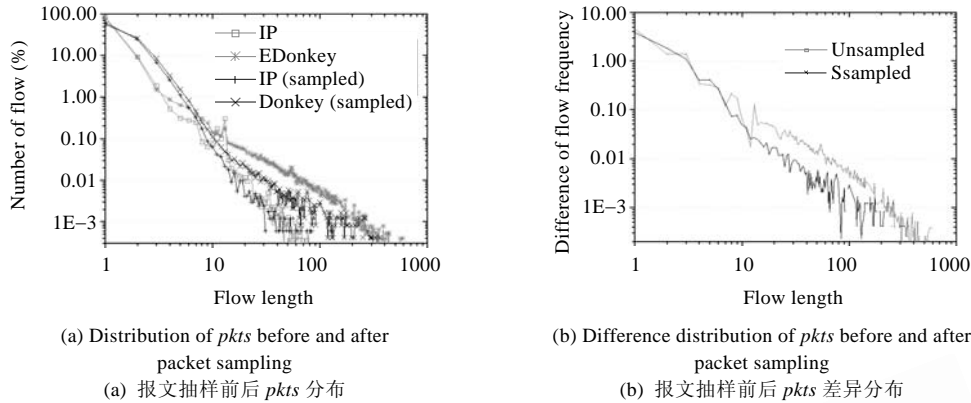 100.00
10.00
1.00
0.10
0.01
1E−3
Number of flow (%)
IP
EDonkey
IP (sampled)
Donkey (sampled)
1
10
100
1000
Flow length
(a) Distribution of pkts before and after
packet sampling
(a) 报文抽样前后 pkts 分布
10.00
1.00
0.10
0.01
1E−3
Difference of flow frequency
Unsampled
Ssampled
1
10
100
1000
Flow length
(b) Difference distribution of pkts before and after
packet sampling
(b) 报文抽样前后 pkts 差异分布